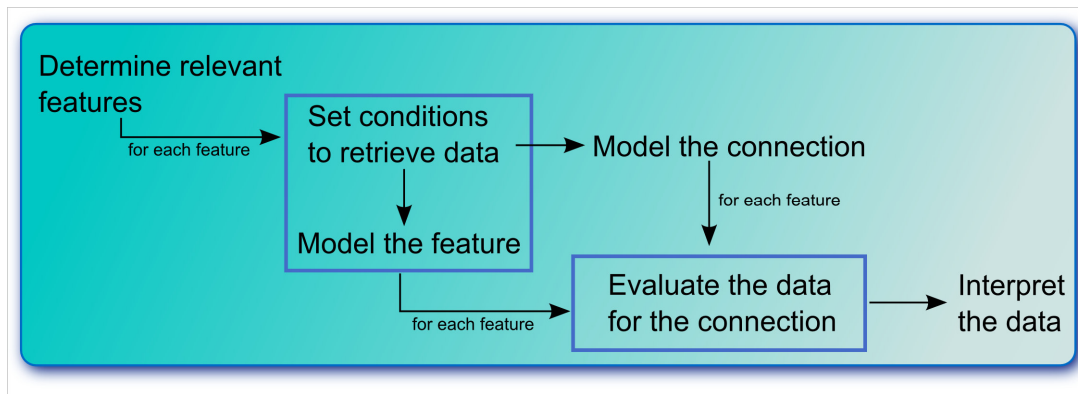 Determine relevant
features
for each feature
Set conditions
to retrieve data
Model the feature
Model the connection
for each feature
for each feature
Evaluate the data
for the connection
Interpret
the data